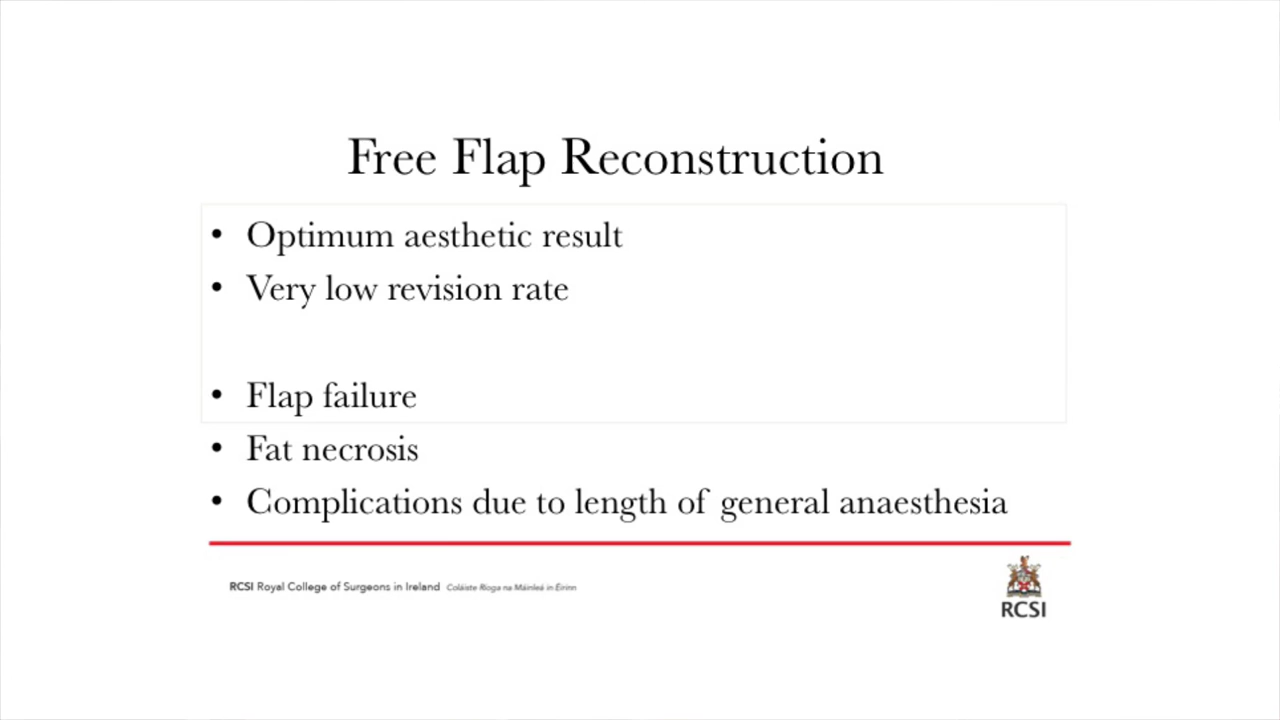 Free Flap Reconstruction
• Optimum aesthetic result
• Very low revision rate
• Flap failure
• Fat necrosis
• Complications due to length of general anaesthesia
RCSI Royal College of Surgeons in Ireland Coláiste Ríoga na Máinleá in Éirinn
RCSI